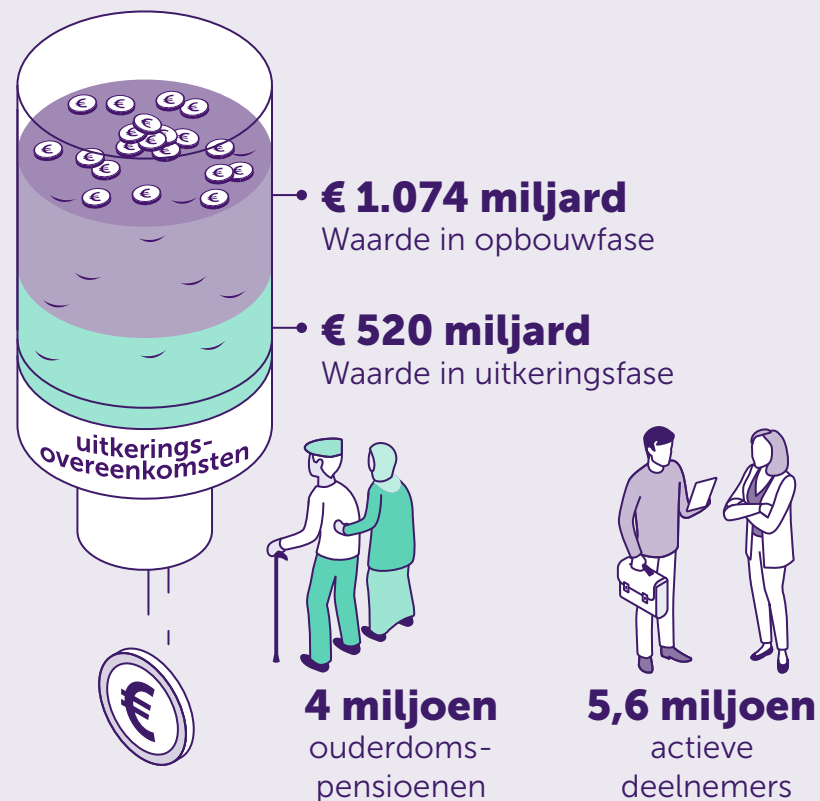 € 1.074 miljard
Waarde in opbouwfase
€ 520 miljard
Waarde in uitkeringsfase
uitkerings-
overeenkomsten
4 miljoen
ouderdoms-
pensioenen
5,6 miljoen
actieve
deelnemers